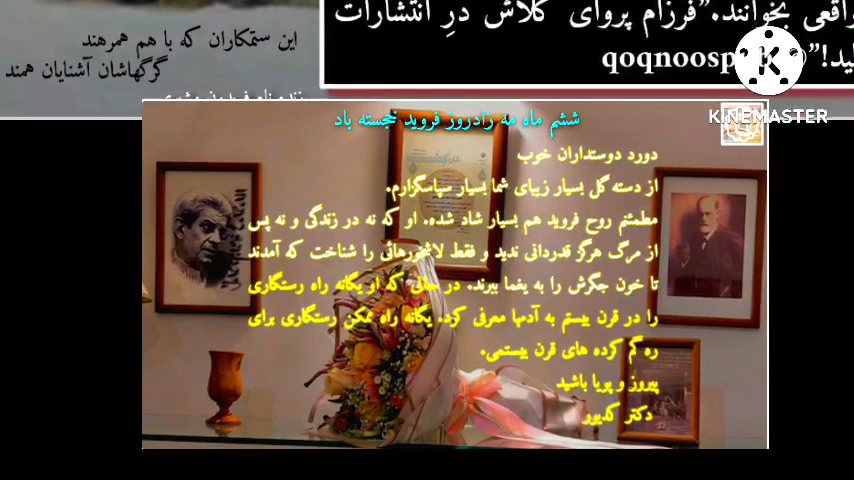 واقعی بخوانند.”فرزام پروای کلاش درِ انتشارات
qoqnoosp
KINEMASTER
این ستمکاران که با هم همرهند
گرگهاشان آشنایان همند
ششم ماه مه زادروز فروید خجسته باد
دورد دوستداران خوب
از دسته گل بسیار زیبای شما بسیار سپاسگزارم.
مطمئنم روح فروید هم بسیار شاد شده. او که نه در زندگی و نه پس
از مرگ هرگز قدردانی ندید و فقط لاشخورهائی را شناخت که آمدند
تا خون جگرش را به یغما ببرند. در حالی که او یگانه راه رستگاری
را در قرن بیستم به آدمها معرفی کرد. یگانه راه ممکن رستگاری برای
ره گم کرده های قرن بیستمی.
پیروز و پویا باشید
دکتر کدیور